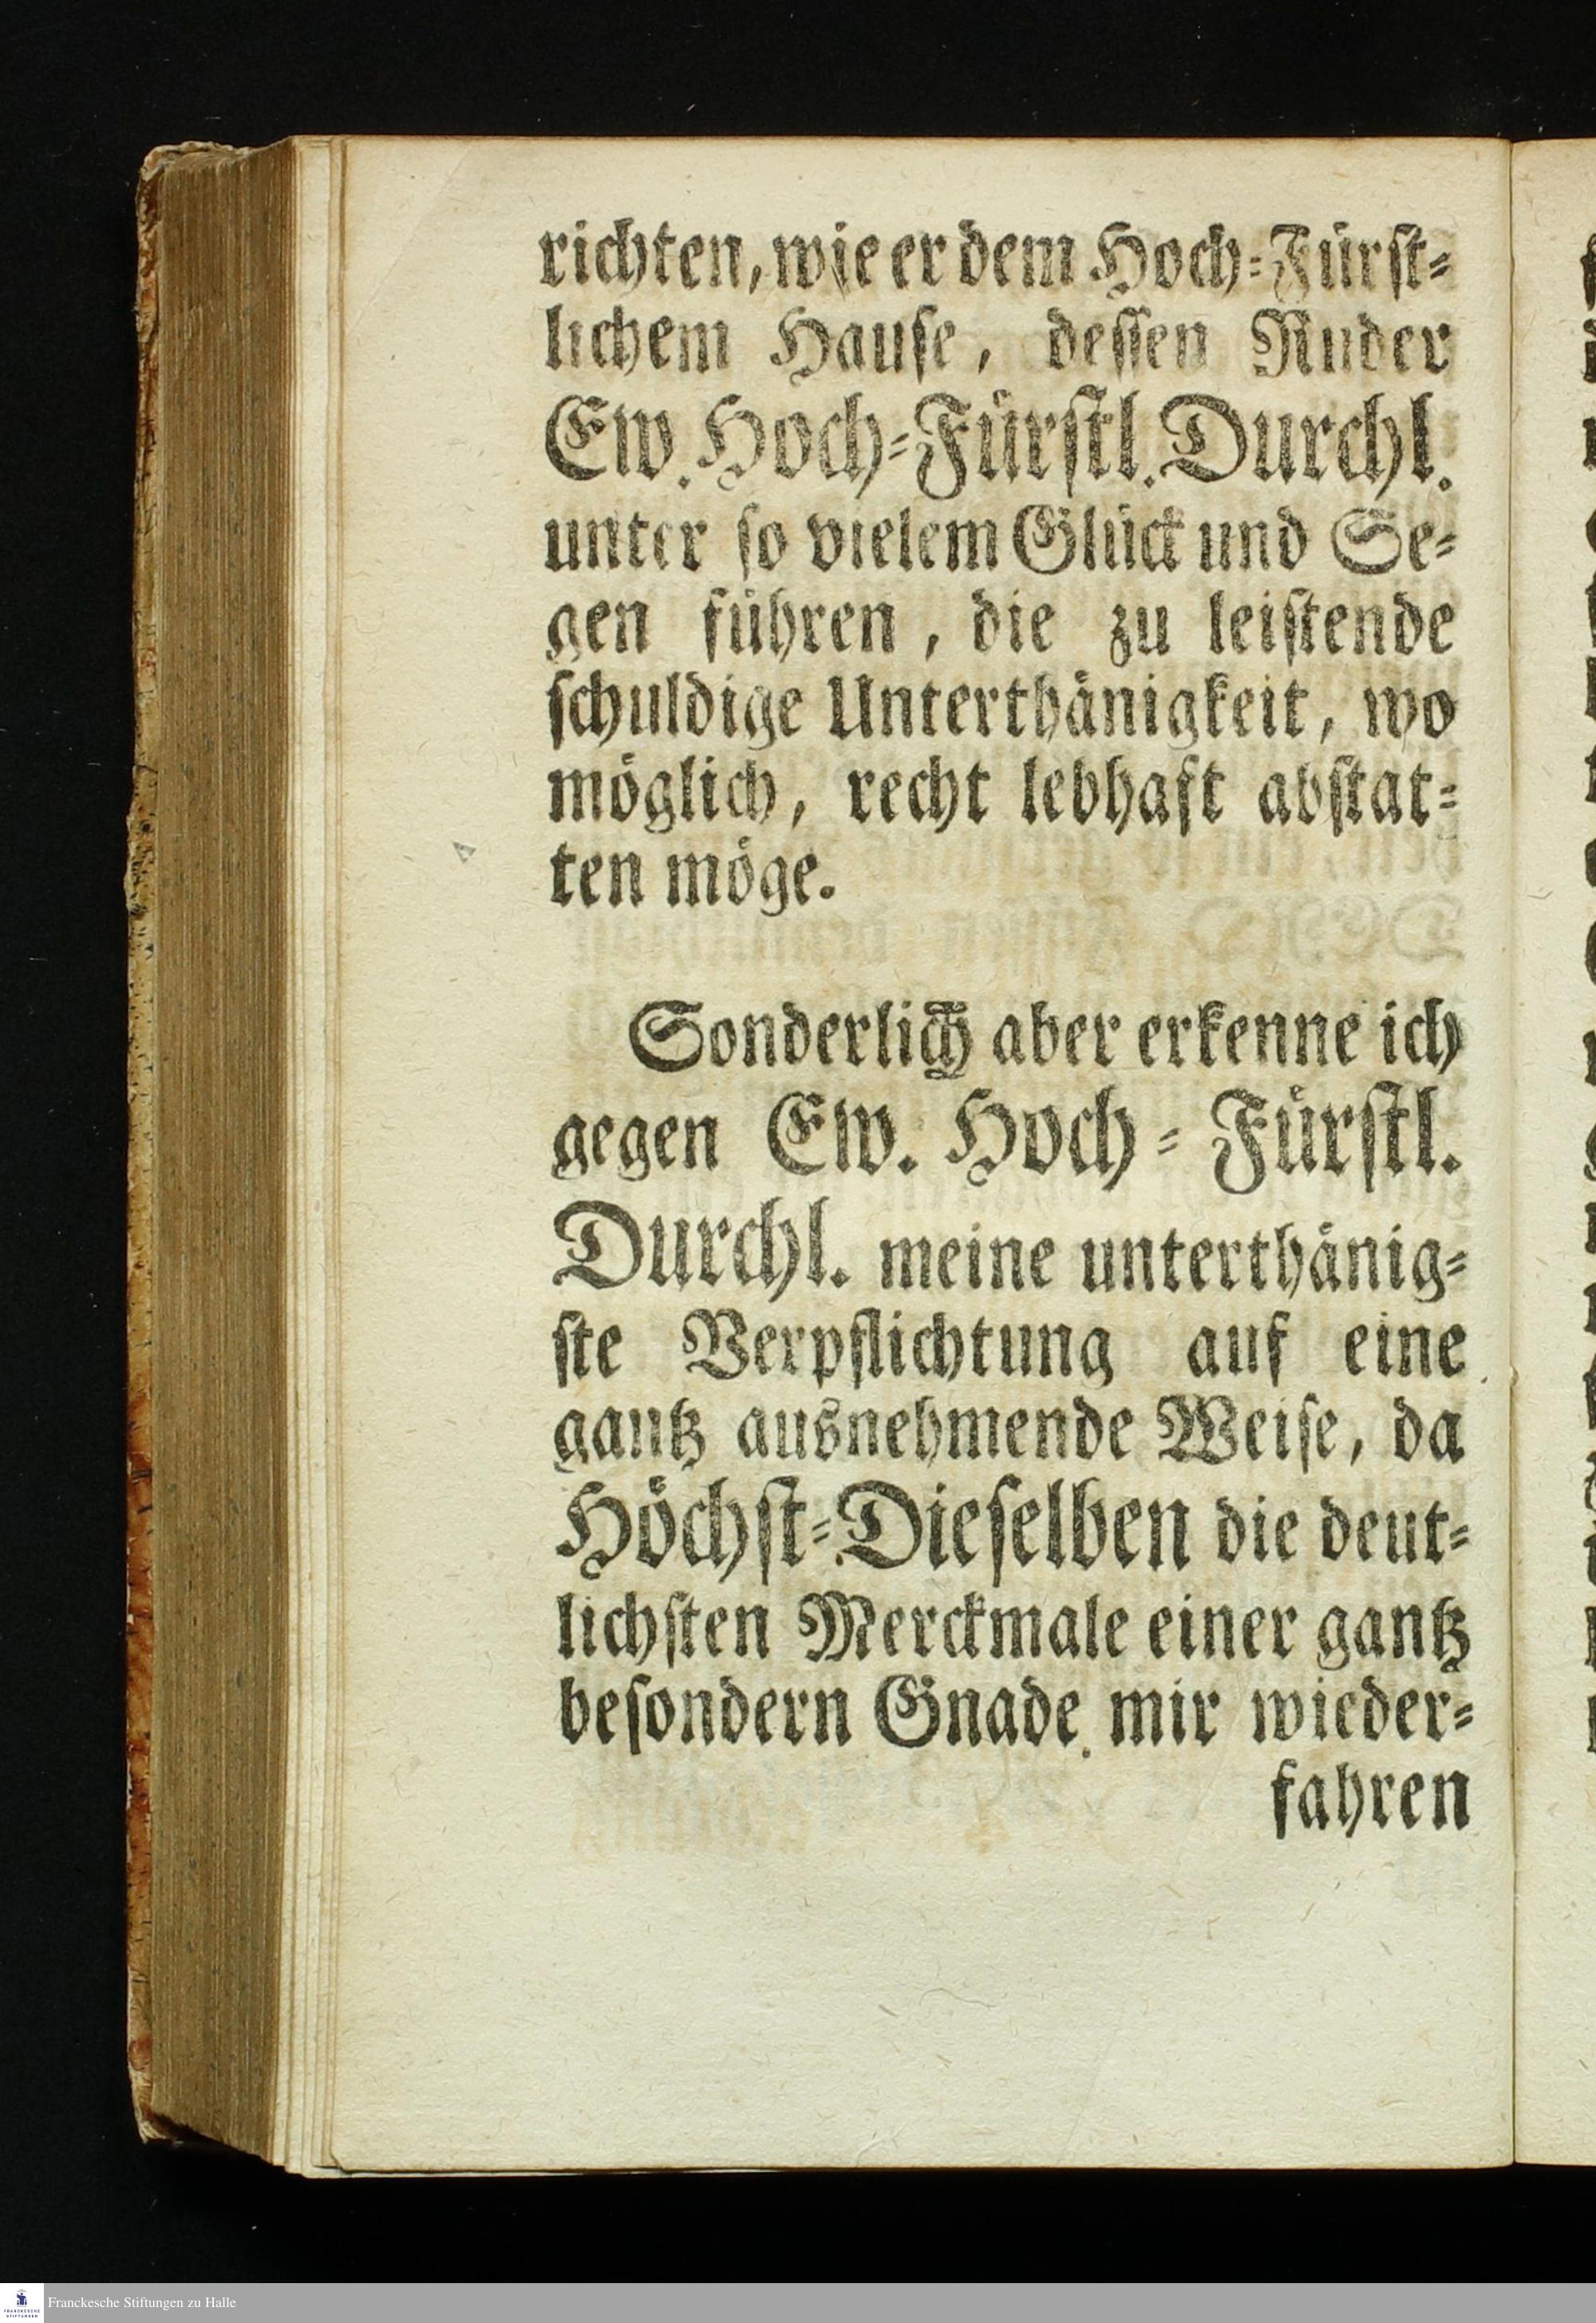 richten, wie er dem Hoch-Fürst-
lichem Hause, dessen Ruder
Ew. Hoch-Fürstl. Durchl.
unter so vielem Glück und Se-
gen führen, die zu leistende
schuldige Unterthänigkeit, wo
möglich, recht lebhaft abstat-
ten möge.
Sonderlich aber erkenne ich
gegen Ew. Hoch-Fürstl.
Durchl. meine unterthänig-
ste Verpflichtung auf eine
gantz ausnehmende Weise, da
Höchst-Dieselben die deut-
lichsten Merckmale einer gantz
besondern Gnade mir wieder-
fahren
FRANCKESCHE STIFTUNGEN
Franckesche Stiftungen zu Halle